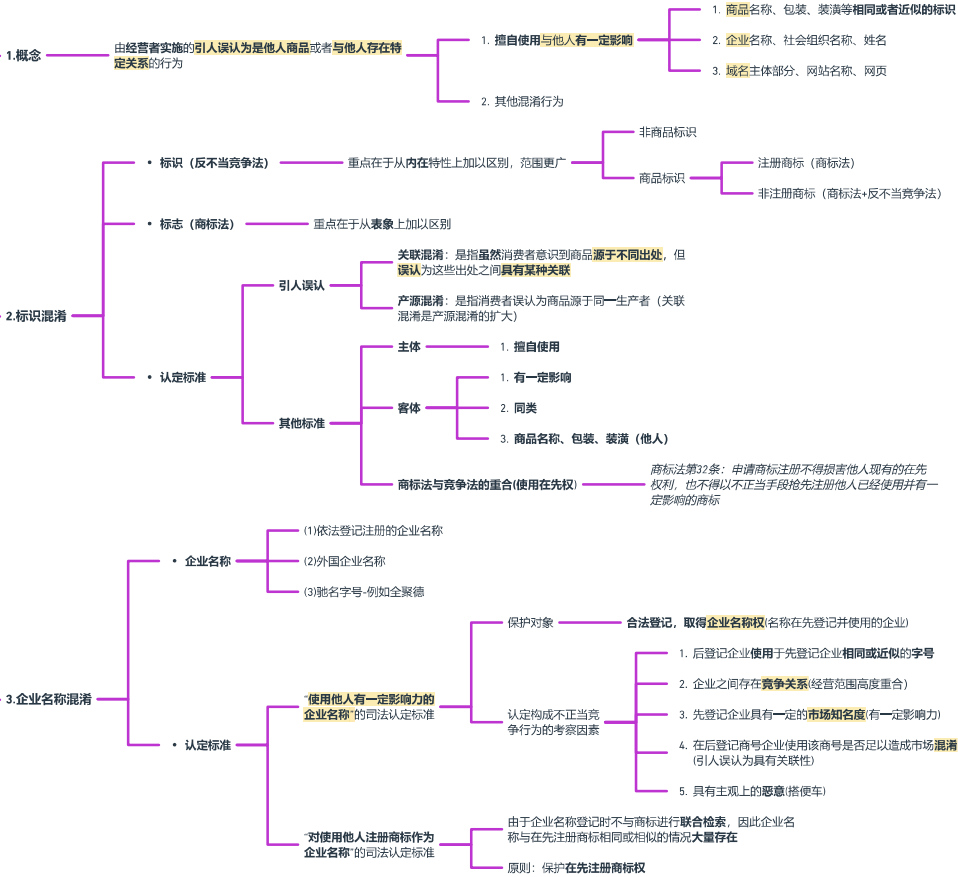 1.概念
由经营者实施的引人误认为是他人商品或者与他人存在特
定关系的行为
1. 擅自使用与他人有一定影响
1. 商品名称、包装、装潢等相同或者近似的标识
2. 企业名称、社会组织名称、姓名
3. 域名主体部分、网站名称、网页
2. 其他混淆行为
2.标识混淆
• 标识（反不当竞争法）
重点在于从内在特性上加以区别，范围更广
非商品标识
商品标识
注册商标（商标法）
非注册商标（商标法+反不当竞争法）
• 标志（商标法）
重点在于从表象上加以区别
• 认定标准
引人误认
关联混淆：是指虽然消费者意识到商品源于不同出处，但
误认为这些出处之间具有某种关联
产源混淆：是指消费者误认为商品源于同一生产者（关联
混淆是产源混淆的扩大）
其他标准
主体
1. 擅自使用
客体
1. 有一定影响
2. 同类
3. 商品名称、包装、装潢（他人）
商标法与竞争法的重合(使用在先权)
商标法第32条：申请商标注册不得损害他人现有的在先
权利，也不得以不正当手段抢先注册他人已经使用并有一
定影响的商标
3.企业名称混淆
• 企业名称
(1)依法登记注册的企业名称
(2)外国企业名称
(3)驰名字号-例如全聚德
• 认定标准
“使用他人有一定影响力的
企业名称”的司法认定标准
保护对象
合法登记，取得企业名称权(名称在先登记并使用的企业)
认定构成不正当竞
争行为的考察因素
1. 后登记企业使用于先登记企业相同或近似的字号
2. 企业之间存在竞争关系(经营范围高度重合)
3. 先登记企业具有一定的市场知名度(有一定影响力)
4. 在后登记商号企业使用该商号是否足以造成市场混淆
(引人误认为具有关联性)
5. 具有主观上的恶意(搭便车)
“对使用他人注册商标作为
企业名称”的司法认定标准
由于企业名称登记时不与商标进行联合检索，因此企业名
称与在先注册商标相同或相似的情况大量存在
原则：保护在先注册商标权